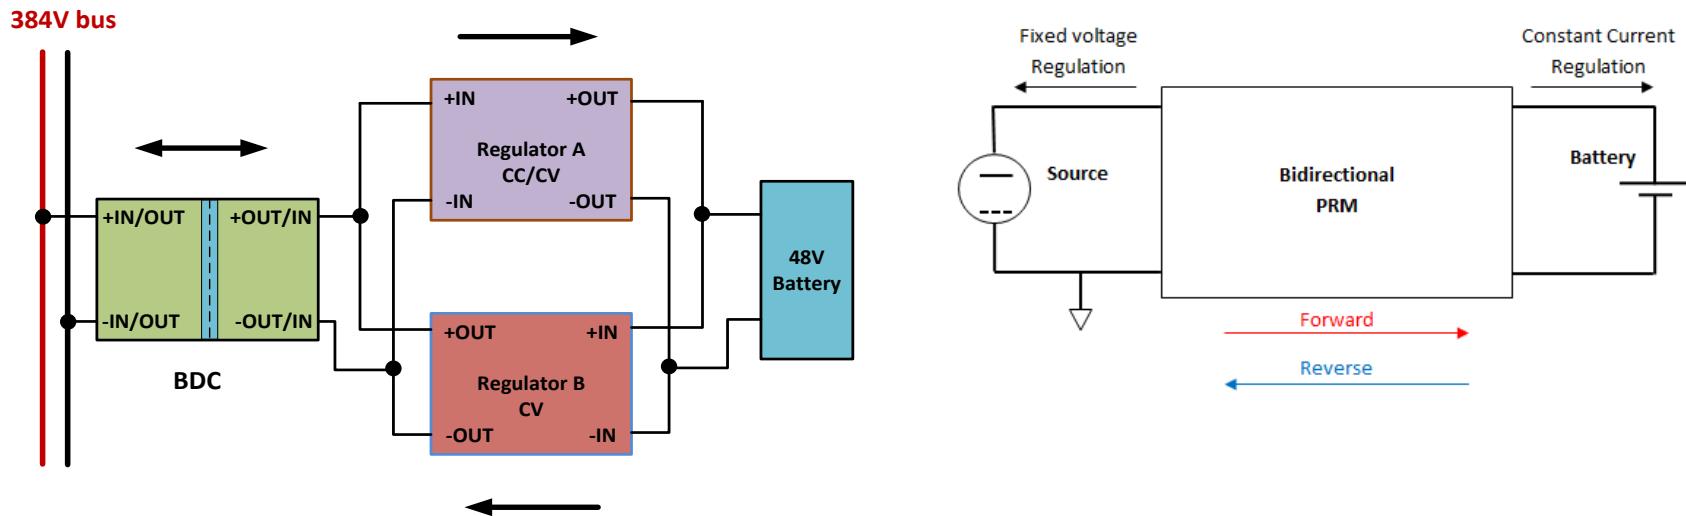 384V bus
+IN
+OUT
Regulator A
CC/CV
-IN
-OUT
+IN/OUT
+OUT/IN
-IN/OUT
-OUT/IN
BDC
+OUT
+IN
Regulator B
CV
-OUT
-IN
48V
Battery
Fixed voltage
Regulation
Constant Current
Regulation
Source
Bidirectional
PRM
Battery
Forward
Reverse